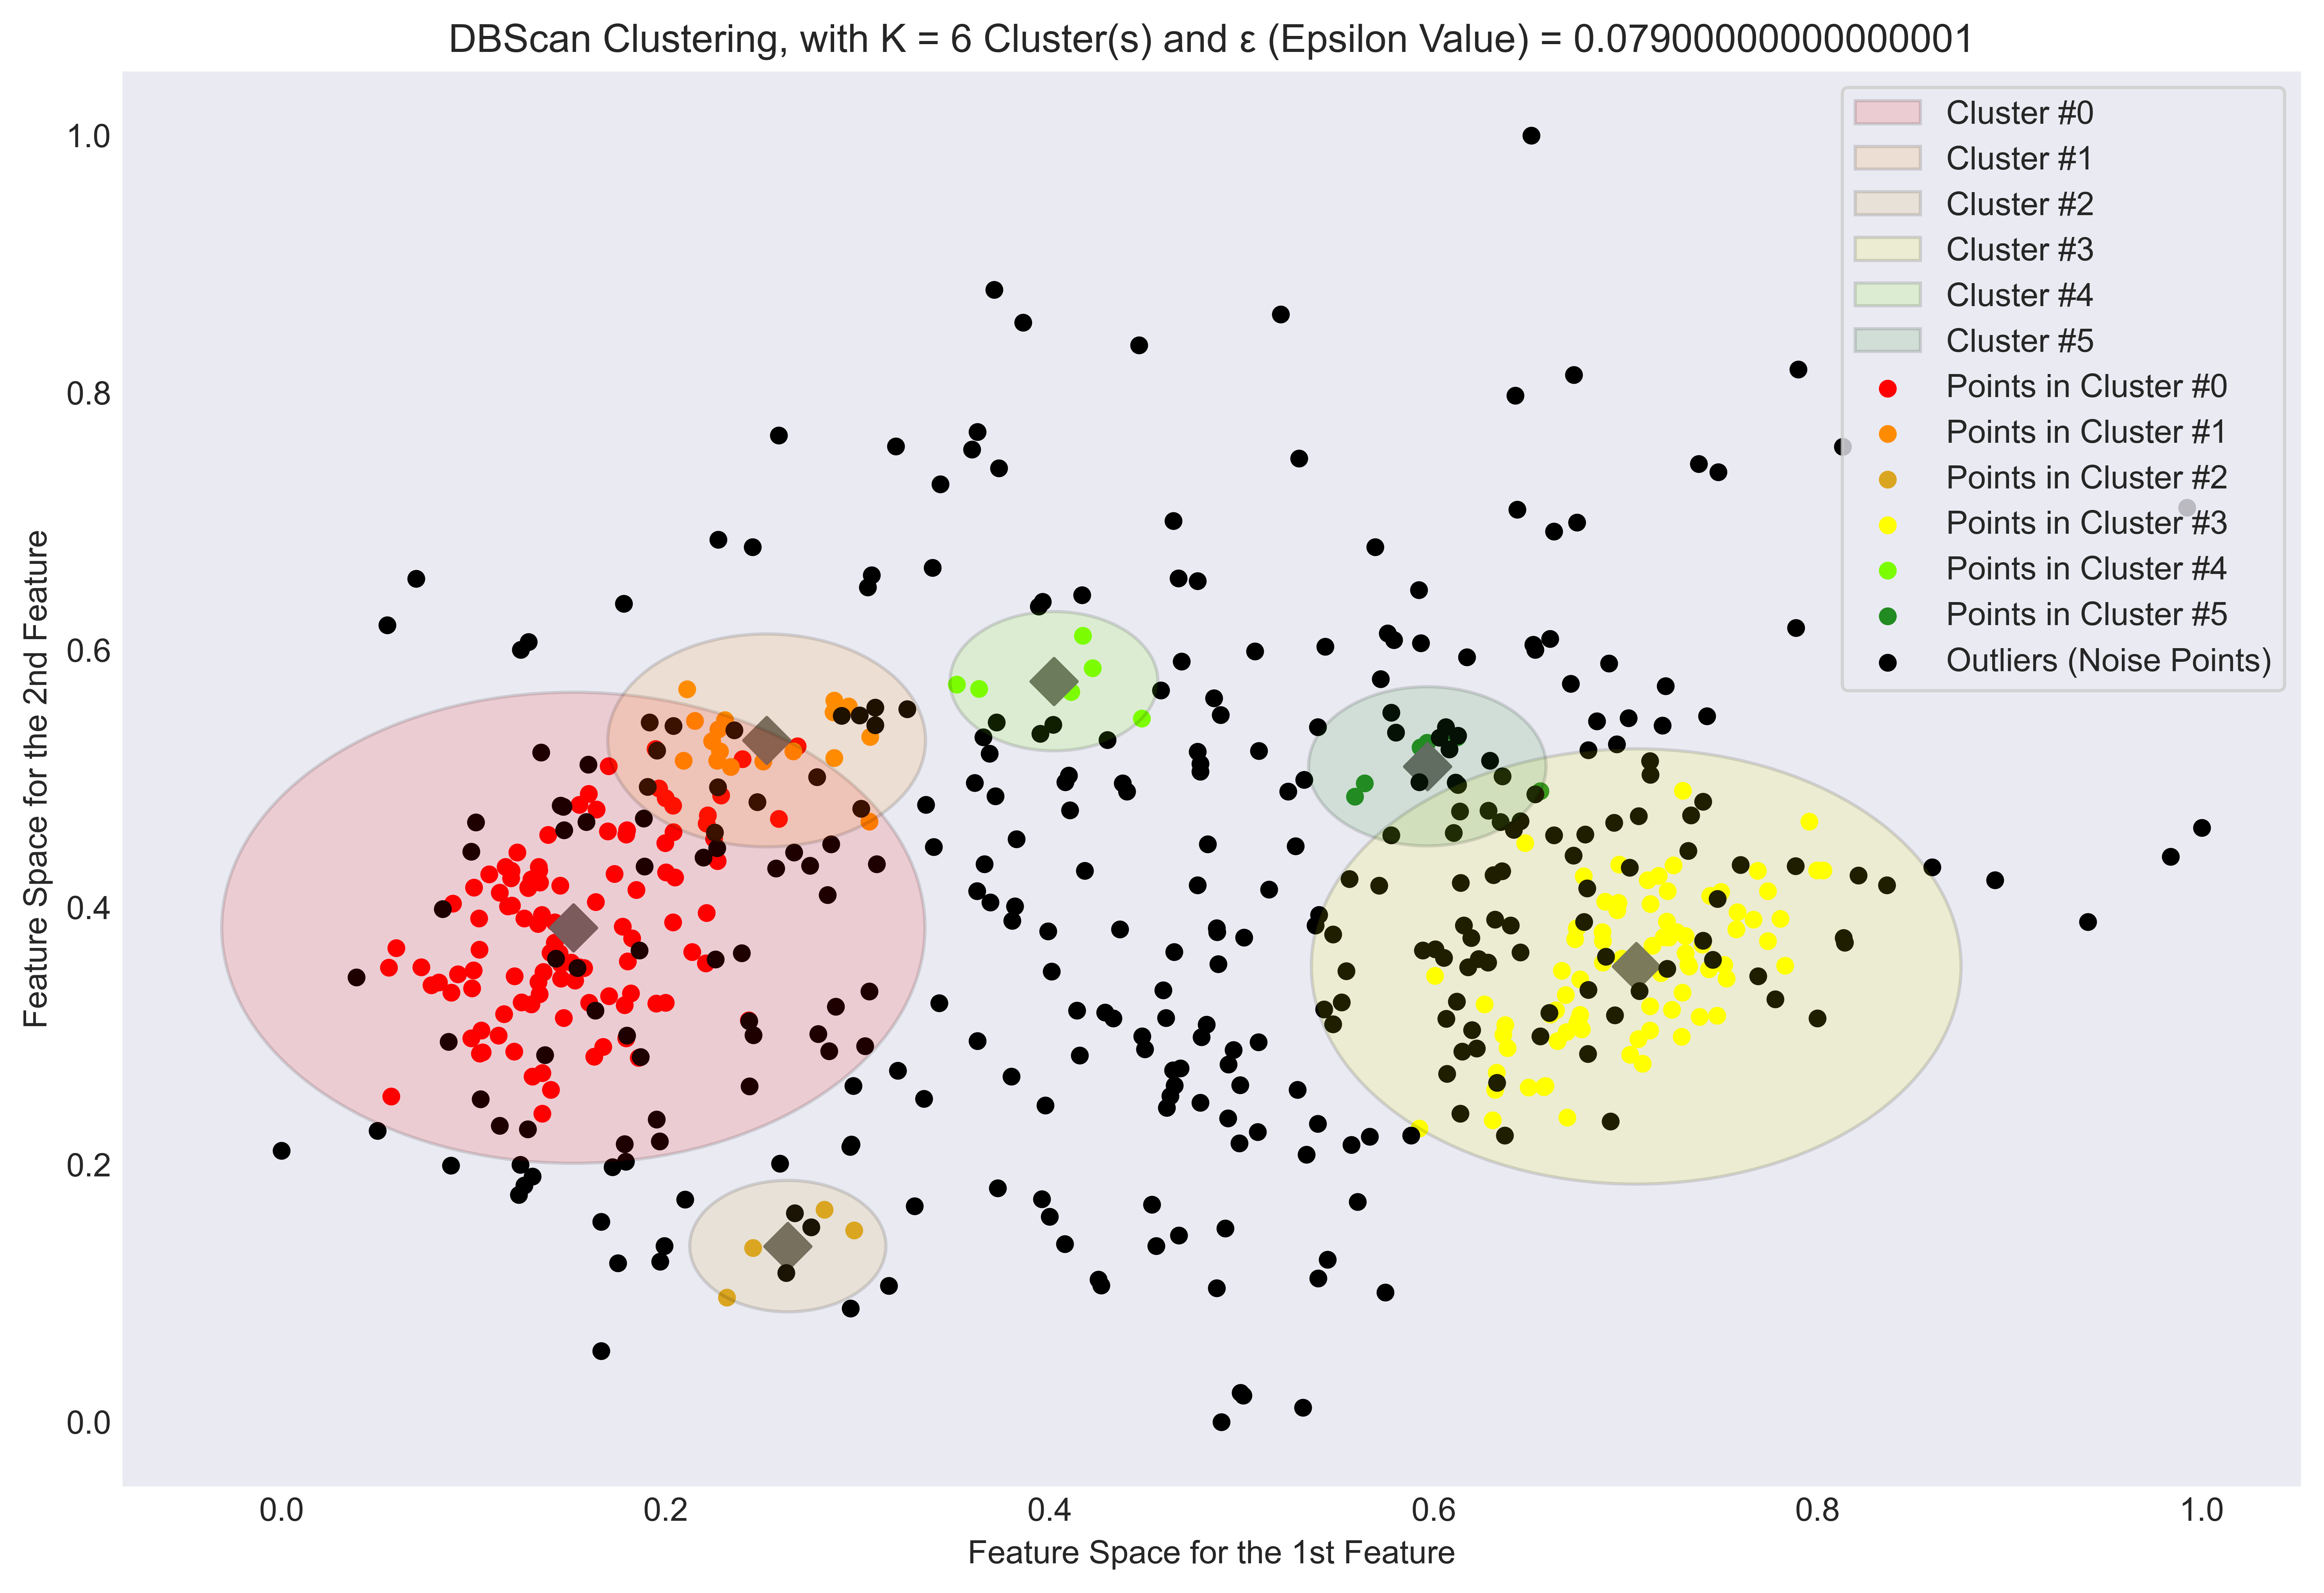 DBScan Clustering, with K = 6 Cluster(s) and ε (Epsilon Value) = 0.07900000000000001
Cluster #0
Cluster #1
Cluster #2
Cluster #3
Cluster #4
Cluster #5
Points in Cluster #0
Points in Cluster #1
Points in Cluster #2
Points in Cluster #3
Points in Cluster #4
Points in Cluster #5
Outliers (Noise Points)
Feature Space for the 2nd Feature
1.0
0.8
0.6
0.4
0.2
0.0
0.0 0.2 0.4 0.6 0.8 1.0
Feature Space for the 1st Feature